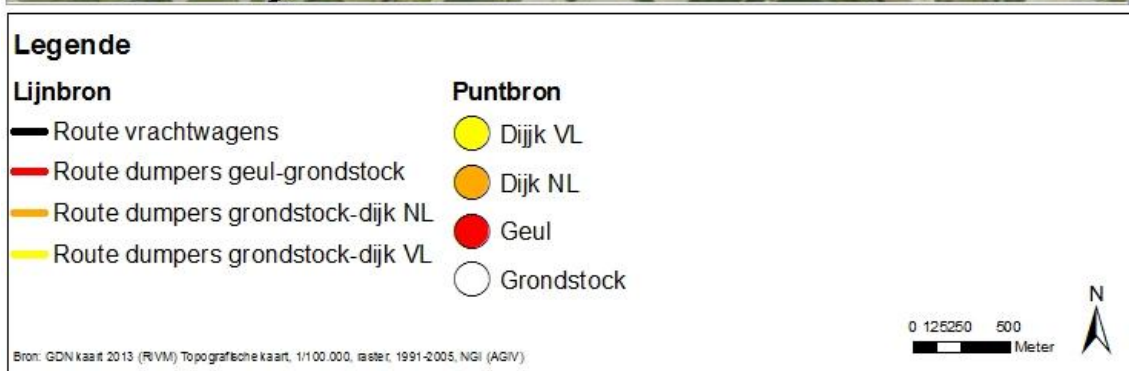 Legende
Lijnbron
Route vrachtwagens
Route dumpers geul-grondstock
Route dumpers grondstock-dijk NL
Route dumpers grondstock-dijk VL
Puntbron
Dijjk VL
Dijk NL
Geul
Grondstock
N
0 125250 500
Meter
Bron: GDN kaart 2013 (RIVM) Topografische kaart, 1/100.000, raster, 1991-2005, NGI (AGIV)